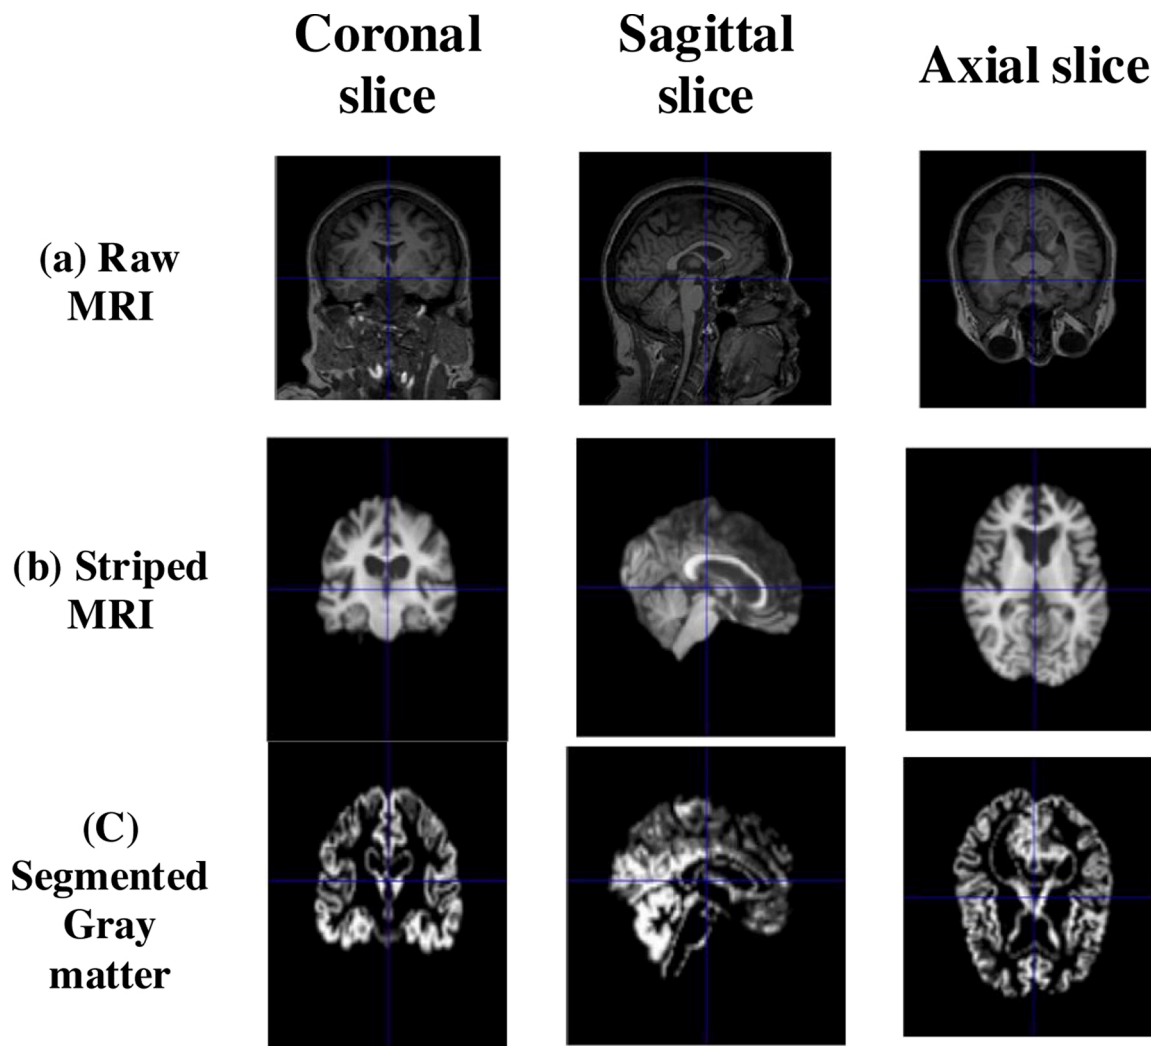 Coronal
slice
Sagittal
slice
Axial slice
(a) Raw
MRI
(b) Striped
MRI
(C)
Segmented
Gray
matter